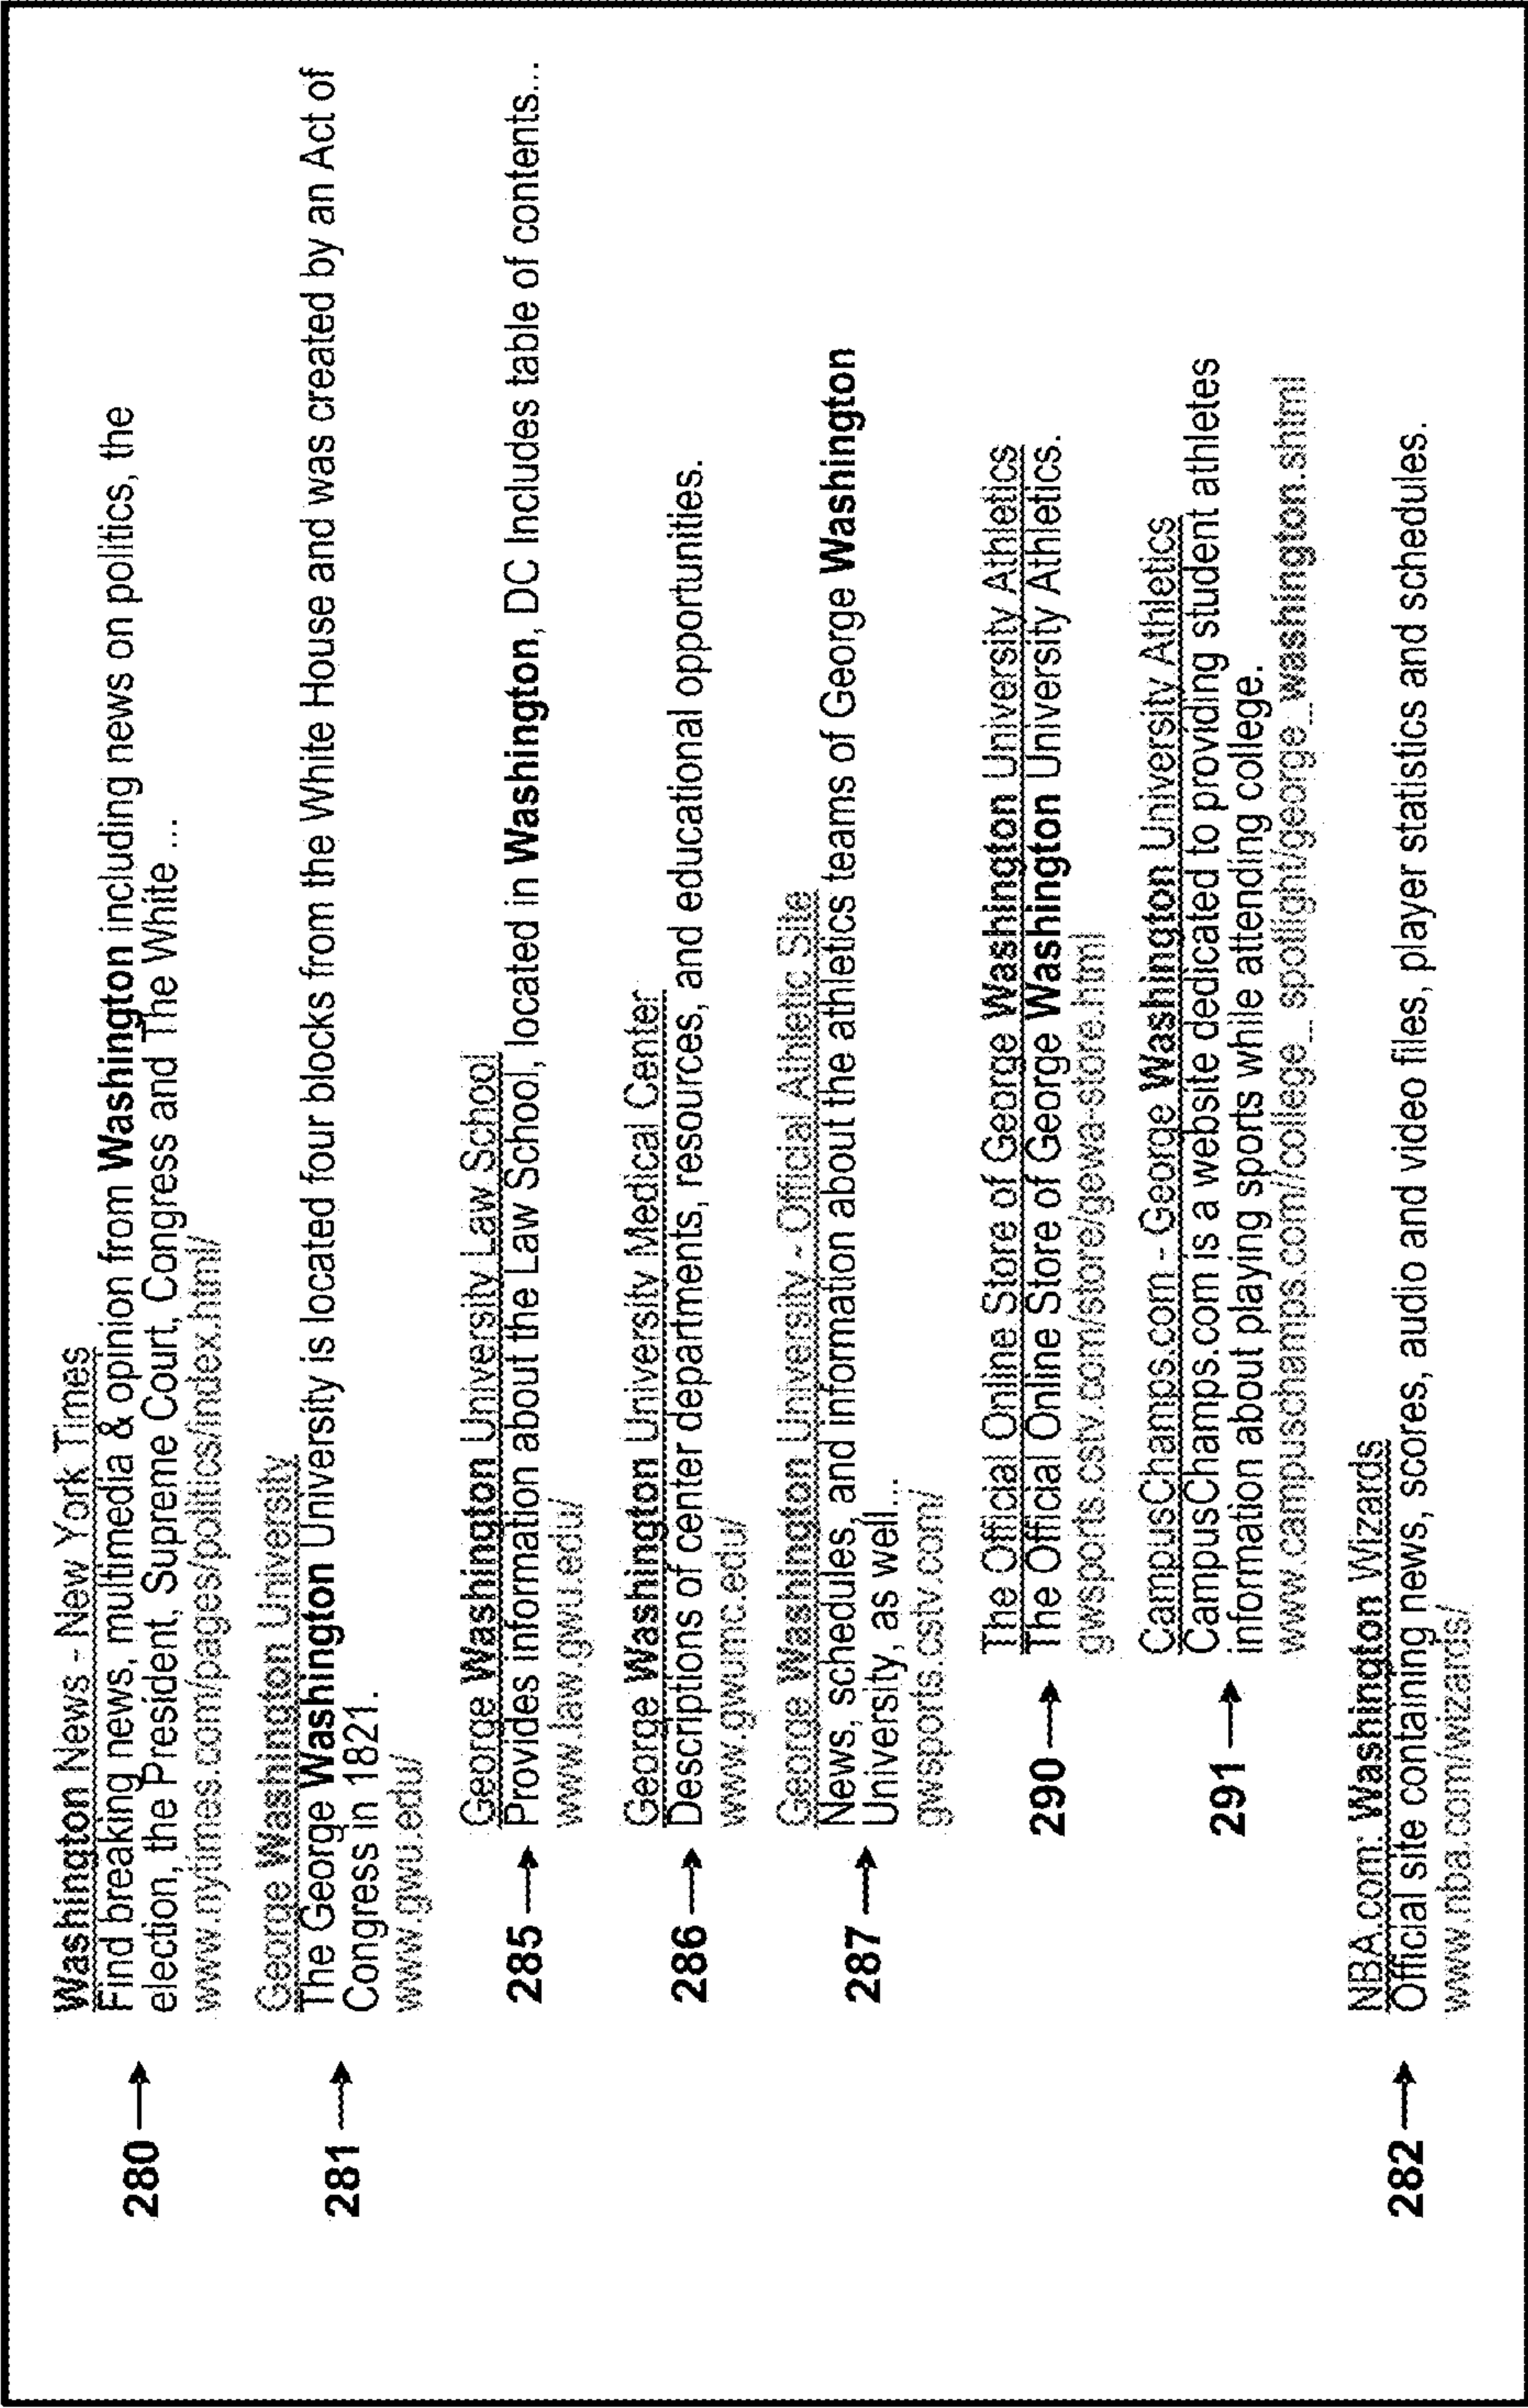 Washington News - New York Times
280 → Find breaking news, multimedia & opinion from Washington including news on politics, the
election, the President, Supreme Court, Congress and The White ...
www.nytimes.com/pages/politics/index.html/
George Washington University
281 → The George Washington University is located four blocks from the White House and was created by an Act of
Congress in 1821.
www.gwu.edu/
George Washington University Law School
285 → Provides information about the Law School, located in Washington, DC Includes table of contents...
www.law.gwu.edu/
George Washington University Medical Center
286 → Descriptions of center departments, resources, and educational opportunities.
www.gwumc.edu/
George Washington University - Official Athletic Site
287 → News, schedules, and information about the athletics teams of George Washington
University, as well...
gwsports.cstv.com/
The Official Online Store of George Washington University Athletics
290 → The Official Online Store of George Washington University Athletics.
gwsports.cstv.com/store/gewa-store.html
CampusChamps.com - George Washington University Athletics
291 → CampusChamps.com is a website dedicated to providing student athletes
information about playing sports while attending college.
www.campuschamps.com//college_spotlight/george_washington.shtml
NBA.com: Washington Wizards
282 → Official site containing news, scores, audio and video files, player statistics and schedules.
www.nba.com/wizards/